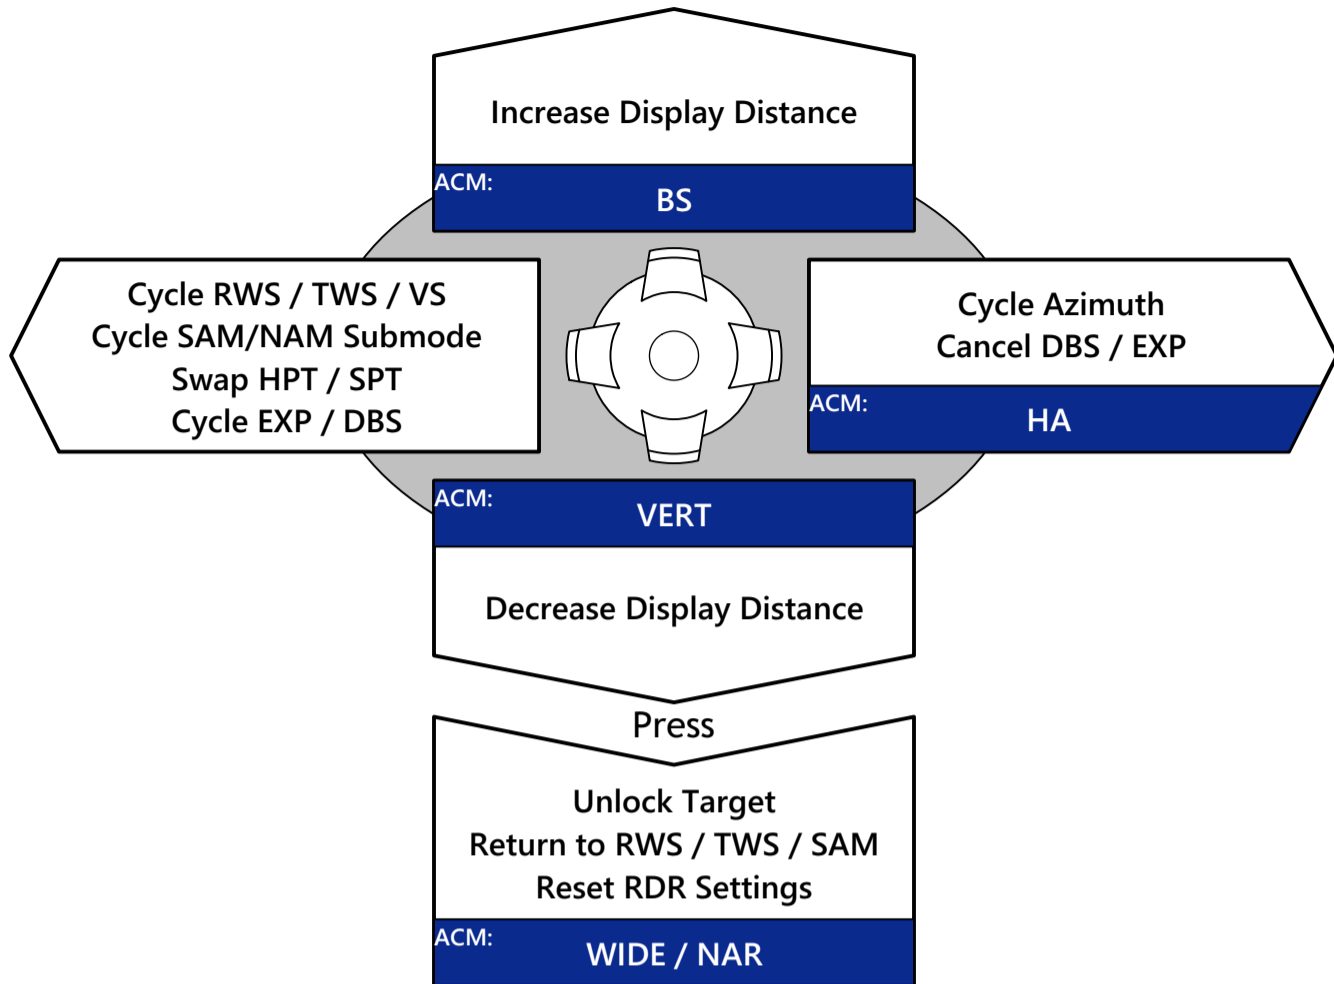 Increase Display Distance
ACM:
BS
Cycle RWS / TWS / VS
Cycle SAM/NAM Submode
Swap HPT / SPT
Cycle EXP / DBS
Cycle Azimuth
Cancel DBS / EXP
ACM:
HA
ACM:
VERT
Decrease Display Distance
Press
Unlock Target
Return to RWS / TWS / SAM
Reset RDR Settings
ACM:
WIDE / NAR